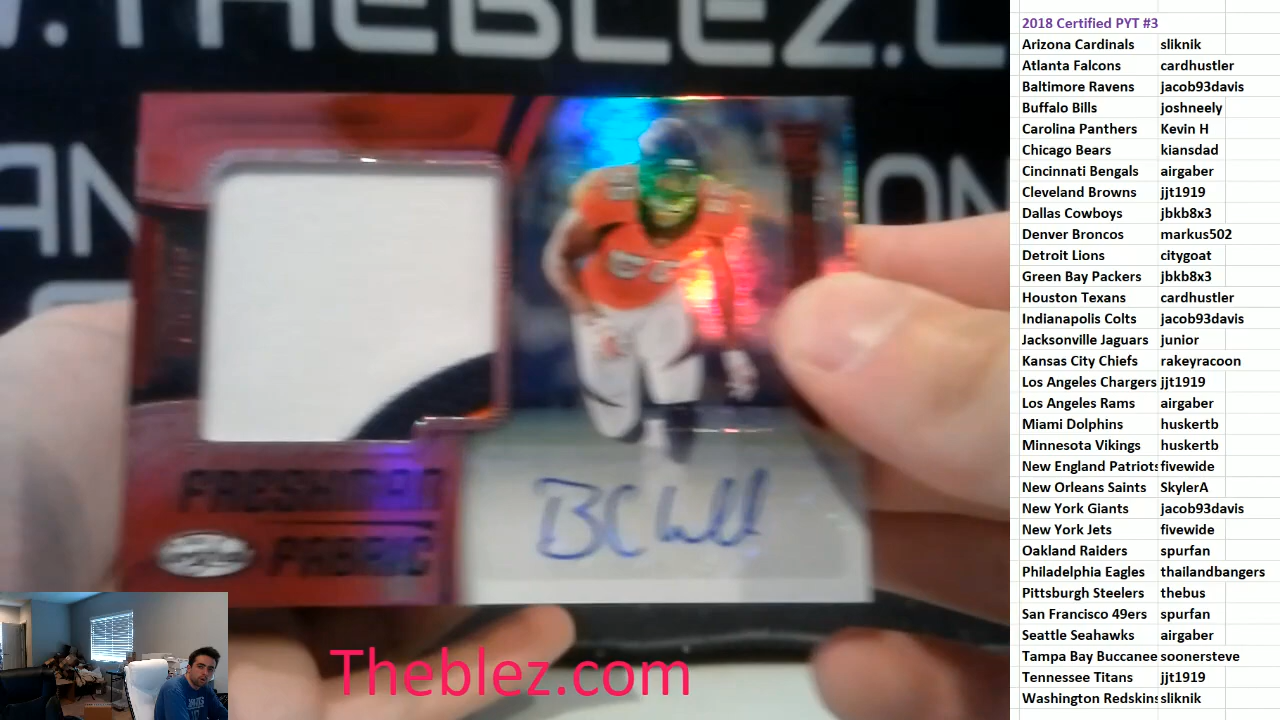 W.THEBLEZ.C
AN
ON
FRESHMAN
FABRIC
Theblez.com
2018 Certified PYT #3
Arizona Cardinals sliknik
Atlanta Falcons cardhustler
Baltimore Ravens jacob93davis
Buffalo Bills joshneely
Carolina Panthers Kevin H
Chicago Bears kiansdad
Cincinnati Bengals airgaber
Cleveland Browns jjt1919
Dallas Cowboys jbkb8x3
Denver Broncos markus502
Detroit Lions citygoat
Green Bay Packers jbkb8x3
Houston Texans cardhustler
Indianapolis Colts jacob93davis
Jacksonville Jaguars junior
Kansas City Chiefs rakeyracoon
Los Angeles Chargers jjt1919
Los Angeles Rams airgaber
Miami Dolphins huskertb
Minnesota Vikings huskertb
New England Patriots fivewide
New Orleans Saints SkylerA
New York Giants jacob93davis
New York Jets fivewide
Oakland Raiders spurfan
Philadelphia Eagles thailandbangers
Pittsburgh Steelers thebus
San Francisco 49ers spurfan
Seattle Seahawks airgaber
Tampa Bay Buccanee soonersteve
Tennessee Titans jjt1919
Washington Redskins sliknik